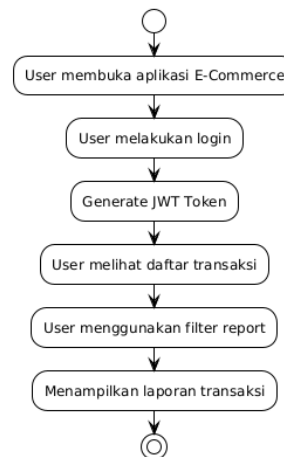 User membuka aplikasi E-Commerce
User melakukan login
Generate JWT Token
User melihat daftar transaksi
User menggunakan filter report
Menampilkan laporan transaksi